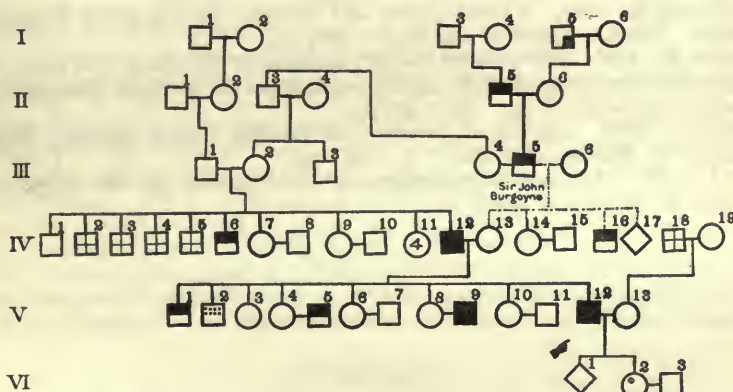 I 1 2 3 4 5 6
II 1 2 3 4 5 6
III 1 2 3 4 5 6
Sir John
Burgoyne
IV 1 2 3 4 5 6 7 8 9 10 11 4 12 13 14 15 16 17 18 19
V 1 2 3 4 5 6 7 8 9 10 11 12 13
VI 1 2 3